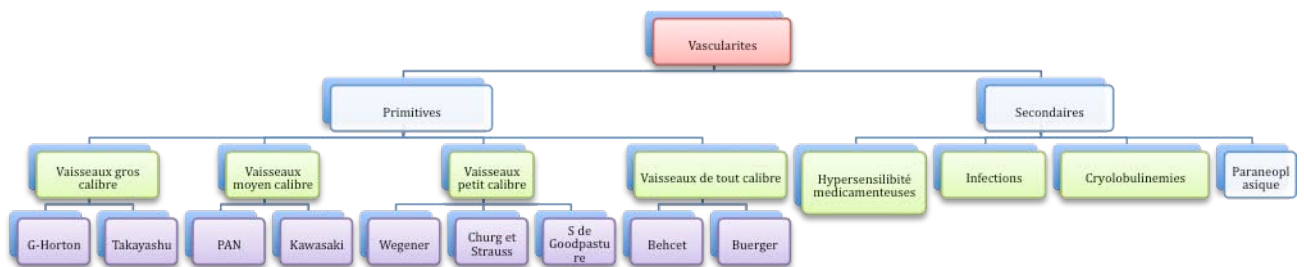 Vascularites
Primitives
Secondaires
Vaisseaux gros
calibre
Vaisseaux
moyen calibre
Vaisseaux
petit calibre
Vaisseaux de tout calibre
Hypersensilibité
medicamenteuses
Infections
Cryolobulinemies
Paraneopl
asique
G-Horton
Takayashu
PAN
Kawasaki
Wegener
Churg et
Strauss
S de
Goodpastu
re
Behcet
Buerger